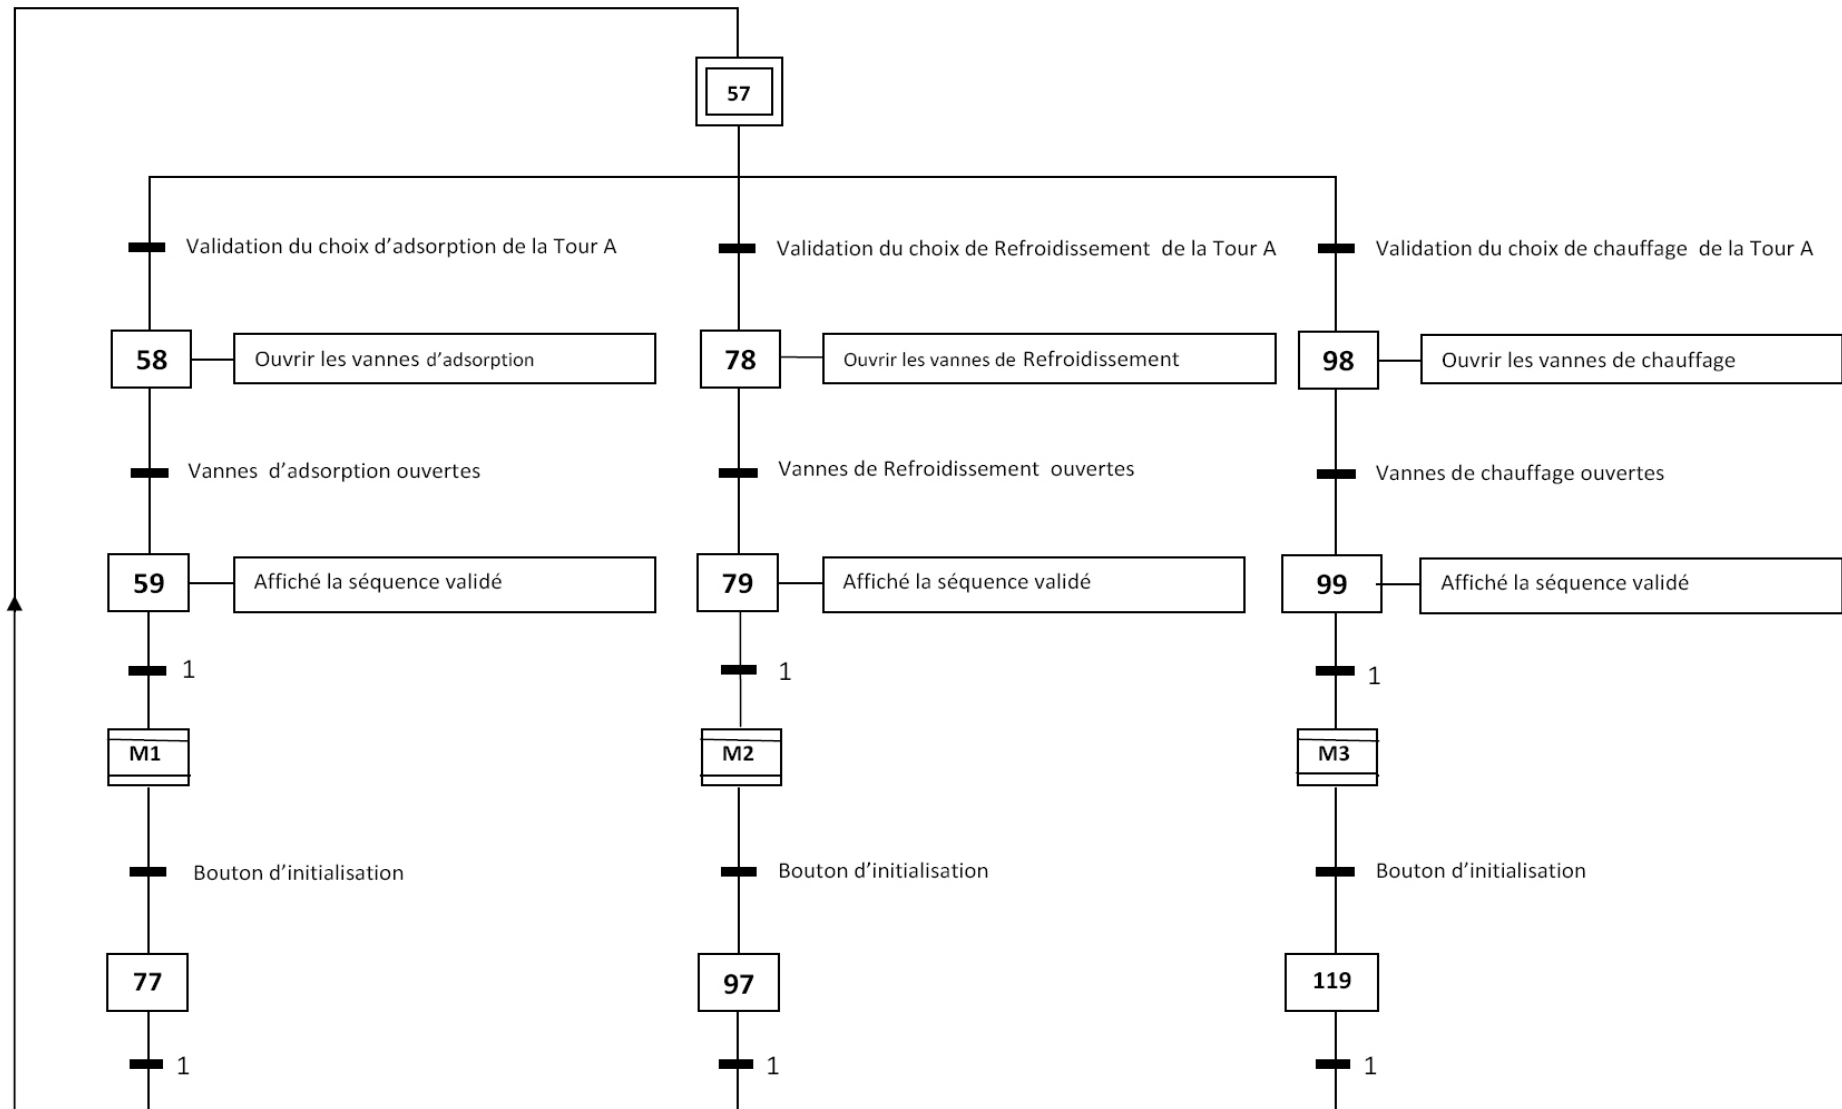 57
Validation du choix d’adsorption de la Tour A
Validation du choix de Refroidissement de la Tour A
Validation du choix de chauffage de la Tour A
58
Ouvrir les vannes d’adsorption
78
Ouvrir les vannes de Refroidissement
98
Ouvrir les vannes de chauffage
Vannes d’adsorption ouvertes
Vannes de Refroidissement ouvertes
Vannes de chauffage ouvertes
59
Affiché la séquence validé
79
Affiché la séquence validé
99
Affiché la séquence validé
1
1
1
M1
M2
M3
Bouton d’initialisation
Bouton d’initialisation
Bouton d’initialisation
77
97
119
1
1
1